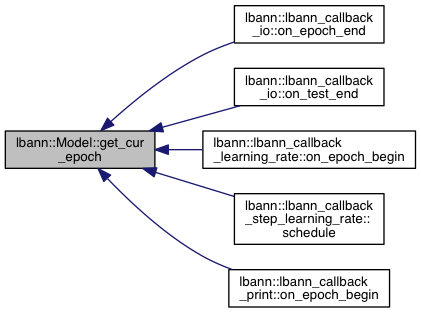 lbann::lbann_callback
_io::on_epoch_end
lbann::lbann_callback
_io::on_test_end
lbann::Model::get_cur
_epoch
lbann::lbann_callback
_learning_rate::on_epoch_begin
lbann::lbann_callback
_step_learning_rate::
schedule
lbann::lbann_callback
_print::on_epoch_begin